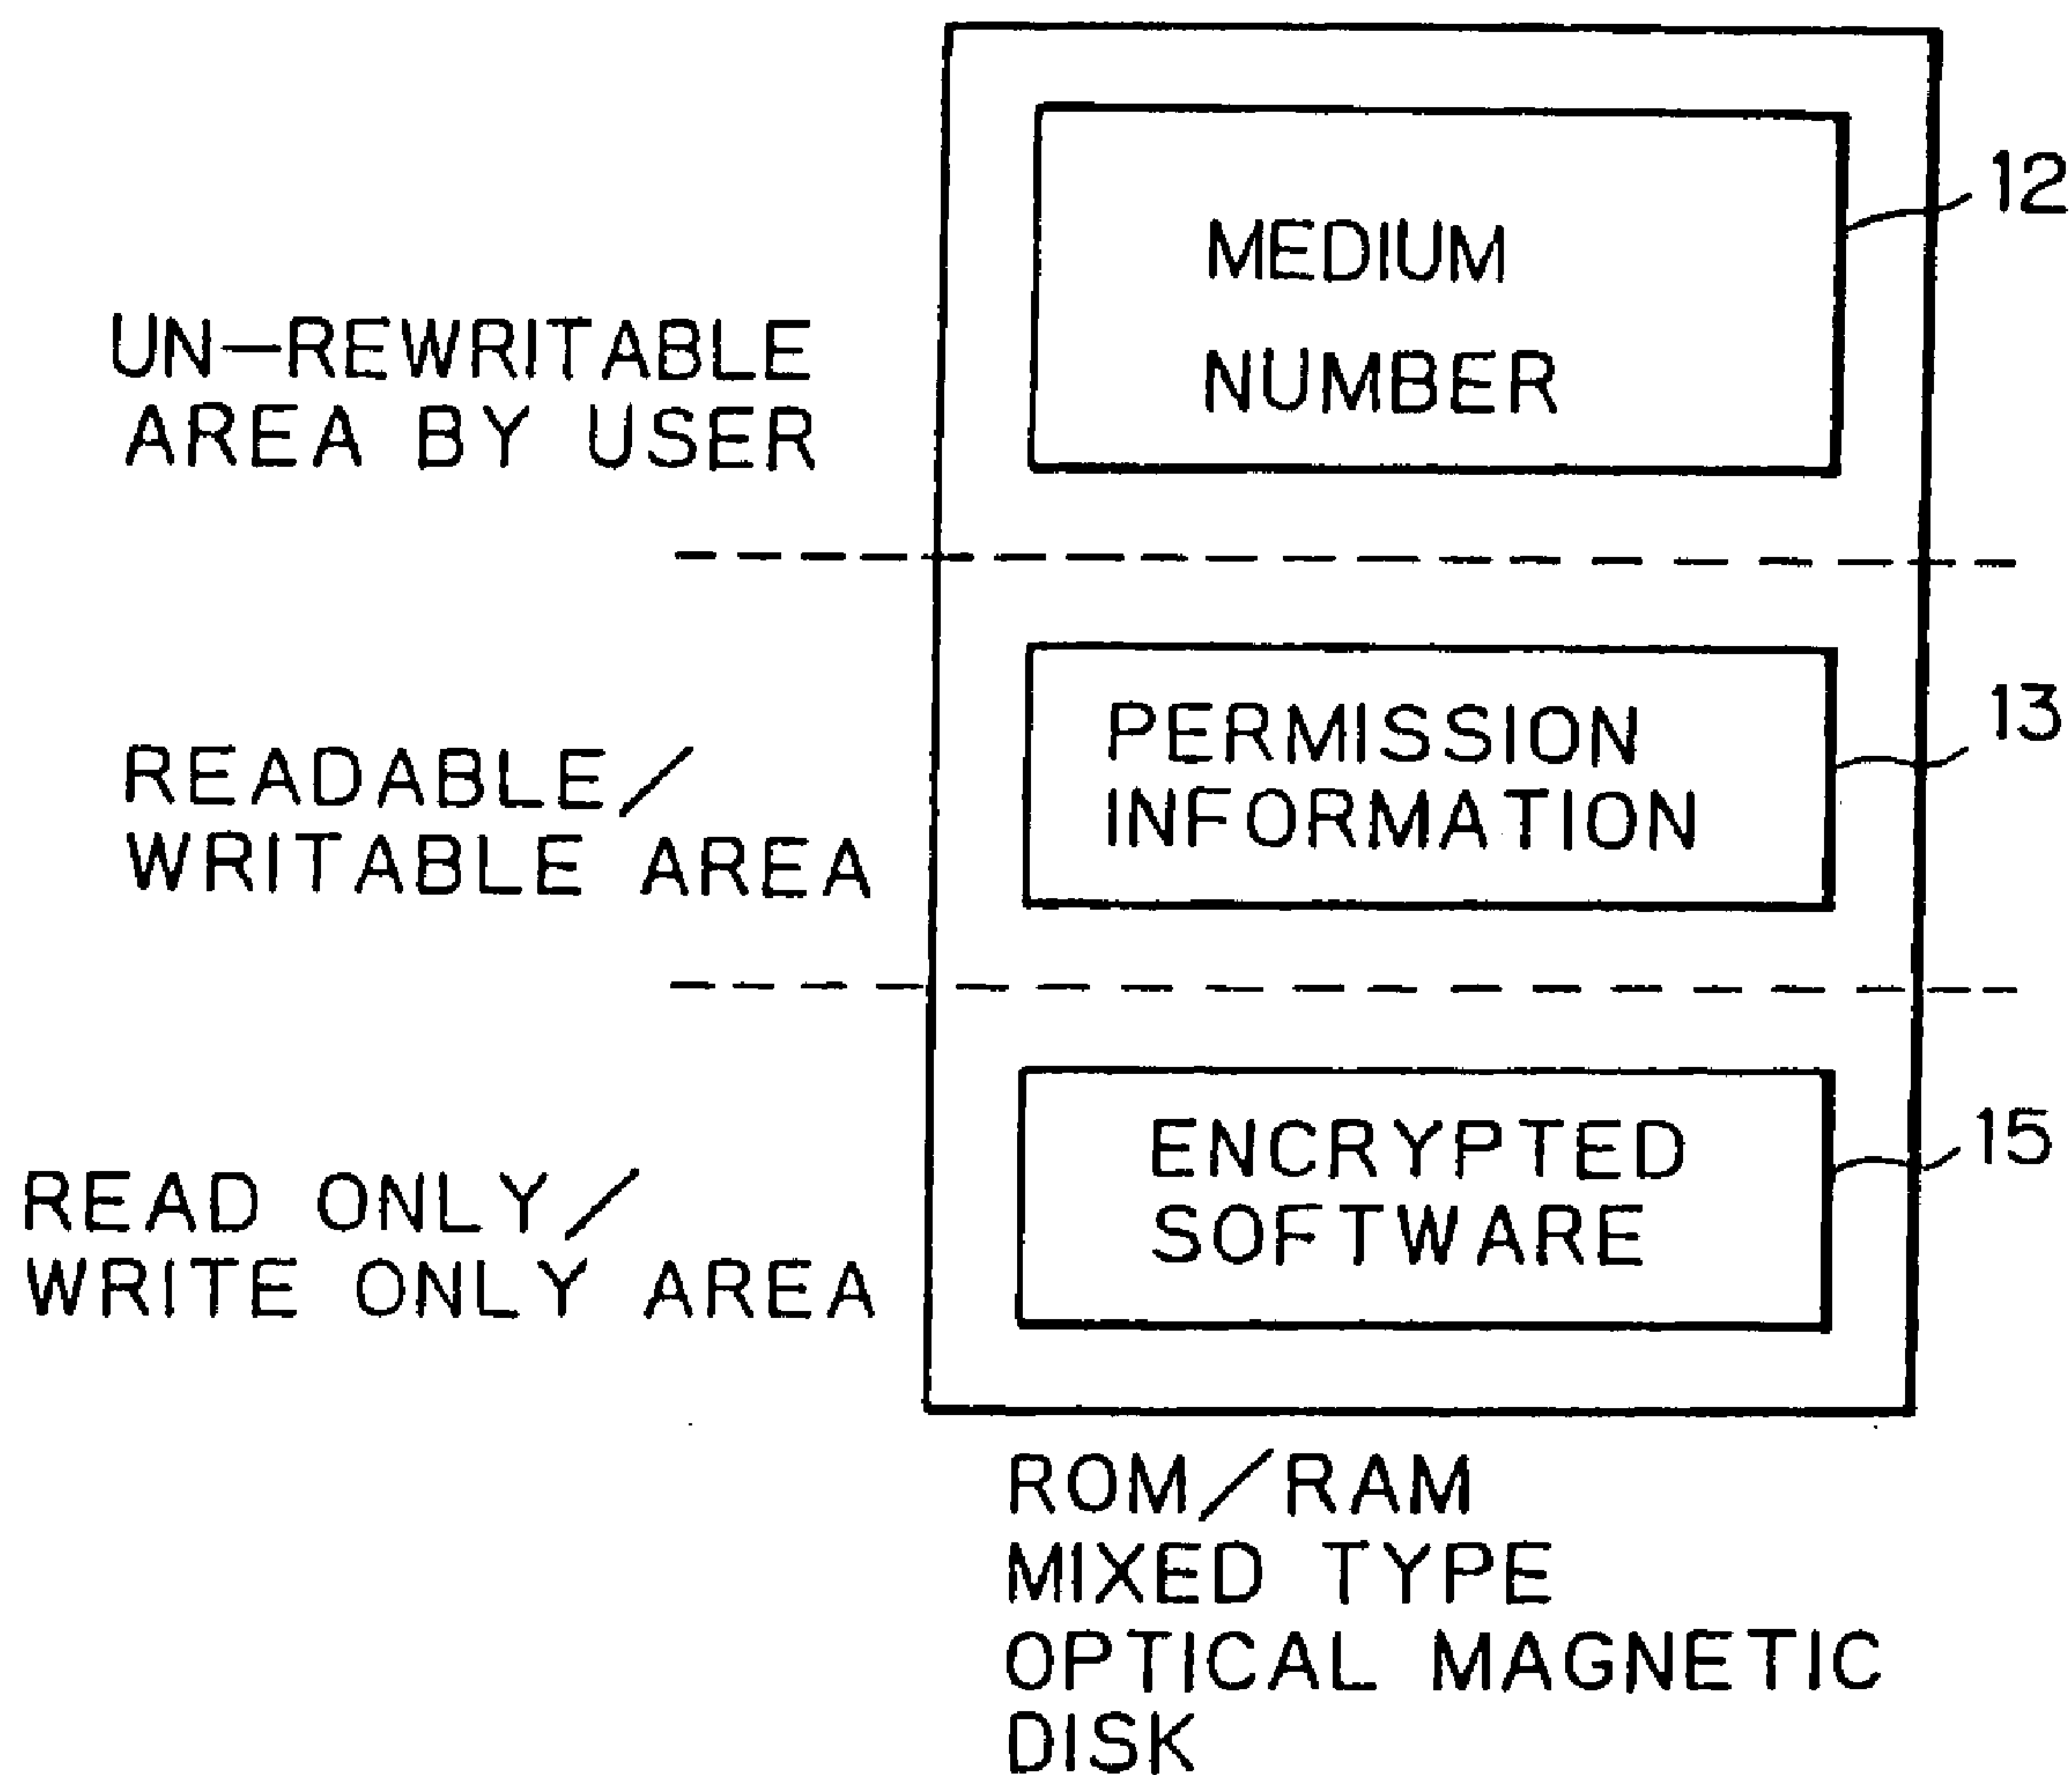 12
MEDIUM
NUMBER
UN-REWRITABLE
AREA BY USER
13
PERMISSION
INFORMATION
READABLE/
WRITABLE AREA
15
ENCRYPTED
SOFTWARE
READ ONLY/
WRITE ONLY AREA
ROM/RAM
MIXED TYPE
OPTICAL MAGNETIC
DISK